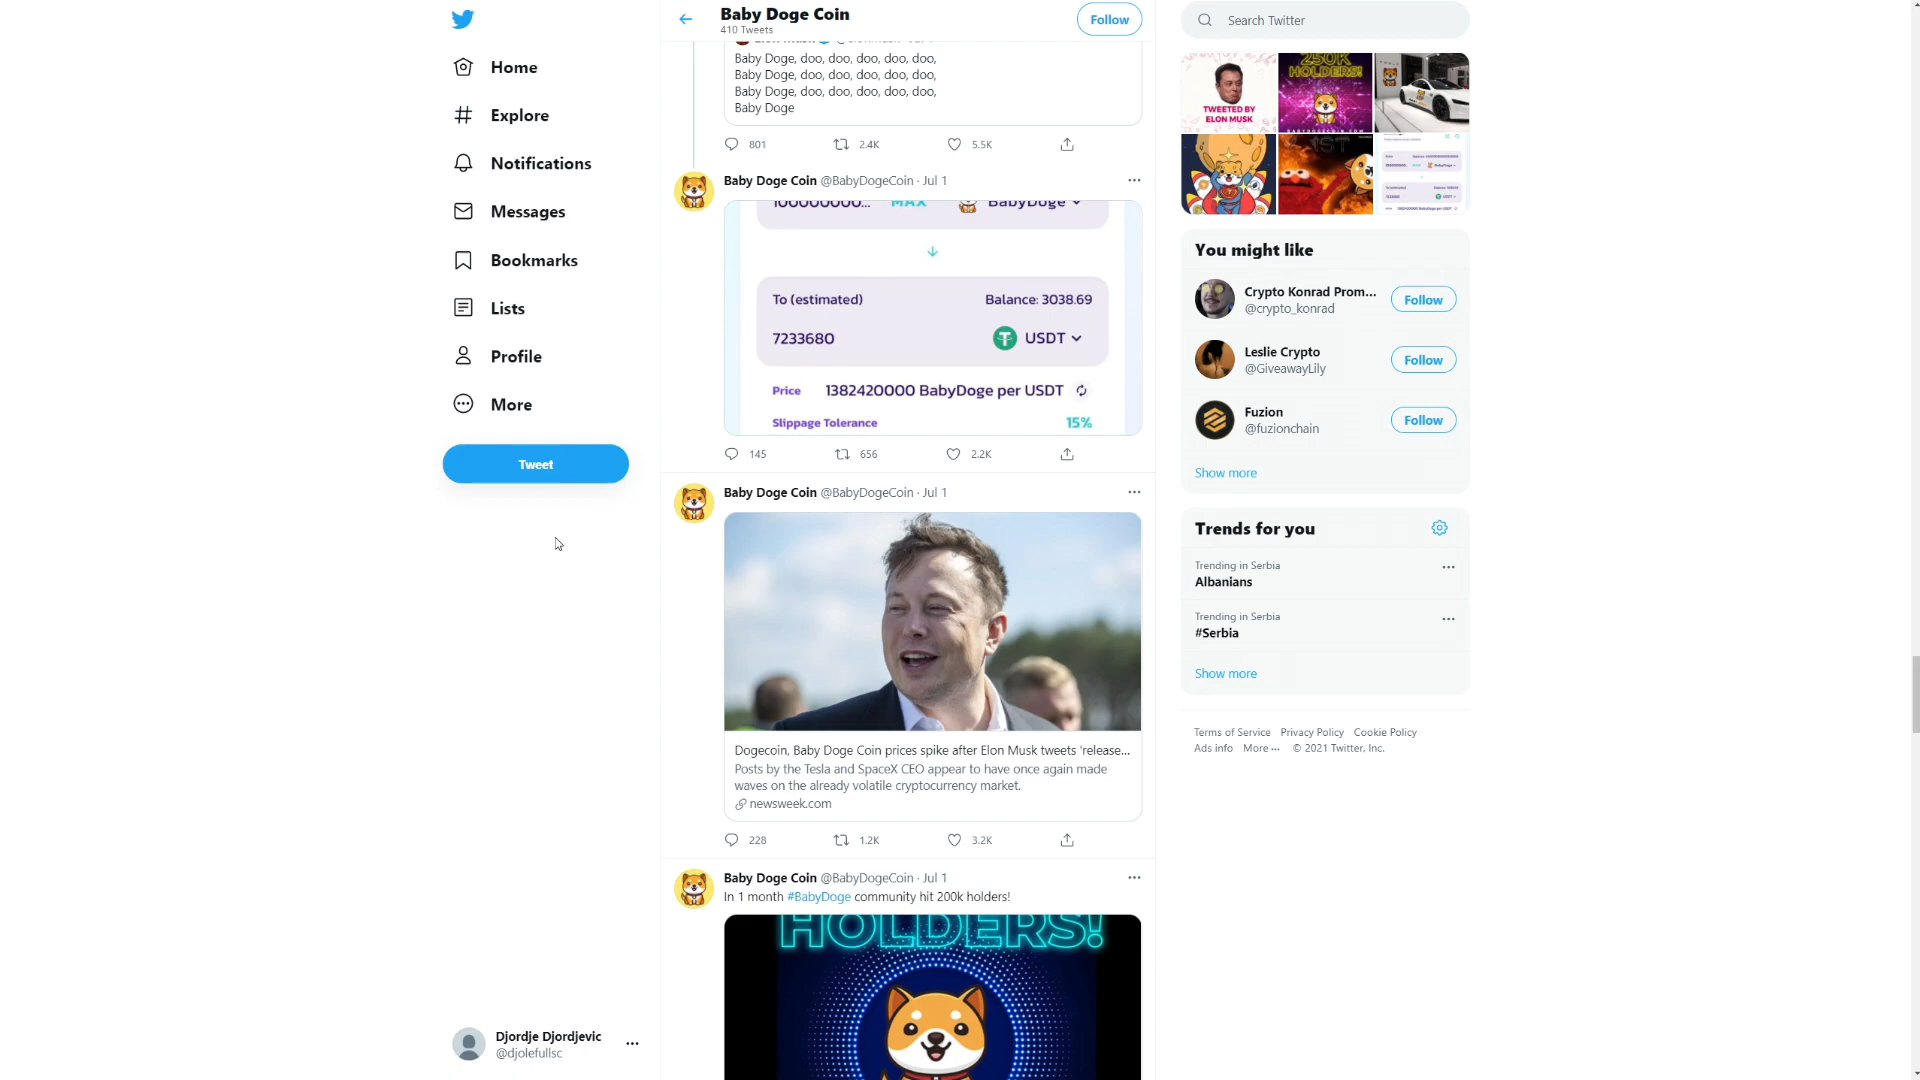 Home
Explore
Notifications
Messages
Bookmarks
Lists
Profile
More
Tweet
Djordje Djordjevic
@djolefullsc
Baby Doge Coin
410 Tweets
Follow
Baby Doge, doo, doo, doo, doo, doo,
Baby Doge, doo, doo, doo, doo, doo,
Baby Doge, doo, doo, doo, doo, doo,
Baby Doge
801 2.4K 5.5K
Baby Doge Coin @BabyDogeCoin · Jul 1
100000000... MAX BabyDoge
To (estimated) Balance: 3038.69
7233680 USDT
Price 1382420000 BabyDoge per USDT
Slippage Tolerance 15%
145 656 2.2K
Baby Doge Coin @BabyDogeCoin · Jul 1
Dogecoin, Baby Doge Coin prices spike after Elon Musk tweets 'release...
Posts by the Tesla and SpaceX CEO appear to have once again made
waves on the already volatile cryptocurrency market.
newsweek.com
228 1.2K 3.2K
Baby Doge Coin @BabyDogeCoin · Jul 1
In 1 month #BabyDoge community hit 200k holders!
HOLDERS!
Search Twitter
TWEETED BY
ELON MUSK
250K
HOLDERS!
BABYDOGECOIN.COM
1ST
You might like
Crypto Konrad Prom...
@crypto_konrad
Follow
Leslie Crypto
@GiveawayLily
Follow
Fuzion
@fuzionchain
Follow
Show more
Trends for you
Trending in Serbia
Albanians
Trending in Serbia
#Serbia
Show more
Terms of Service Privacy Policy Cookie Policy
Ads info More ··· © 2021 Twitter, Inc.